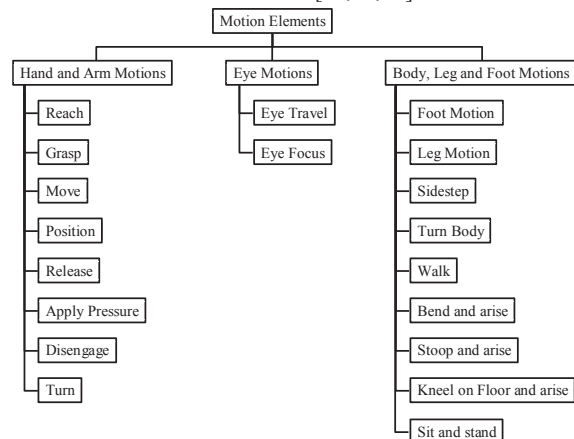 Motion Elements
Hand and Arm Motions
Eye Motions
Body, Leg and Foot Motions
Reach
Grasp
Move
Position
Release
Apply Pressure
Disengage
Turn
Eye Travel
Eye Focus
Foot Motion
Leg Motion
Sidestep
Turn Body
Walk
Bend and arise
Stoop and arise
Kneel on Floor and arise
Sit and stand